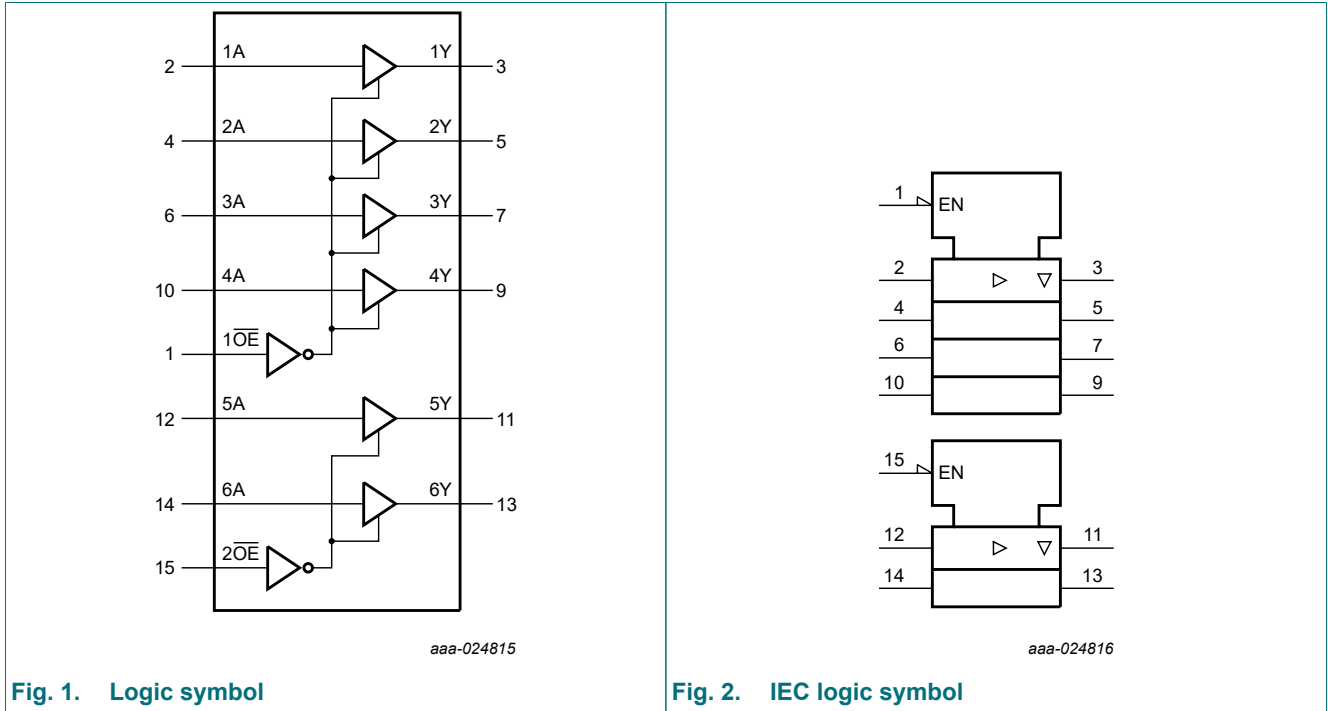 1A 1Y
2 3
2A 2Y
4 5
3A 3Y
6 7
4A 4Y
10 9
1O̅E̅
1
5A 5Y
12 11
6A 6Y
14 13
2O̅E̅
15
aaa-024815
Fig. 1. Logic symbol
1 EN
2 3
4 5
6 7
10 9
15 EN
12 11
14 13
aaa-024816
Fig. 2. IEC logic symbol